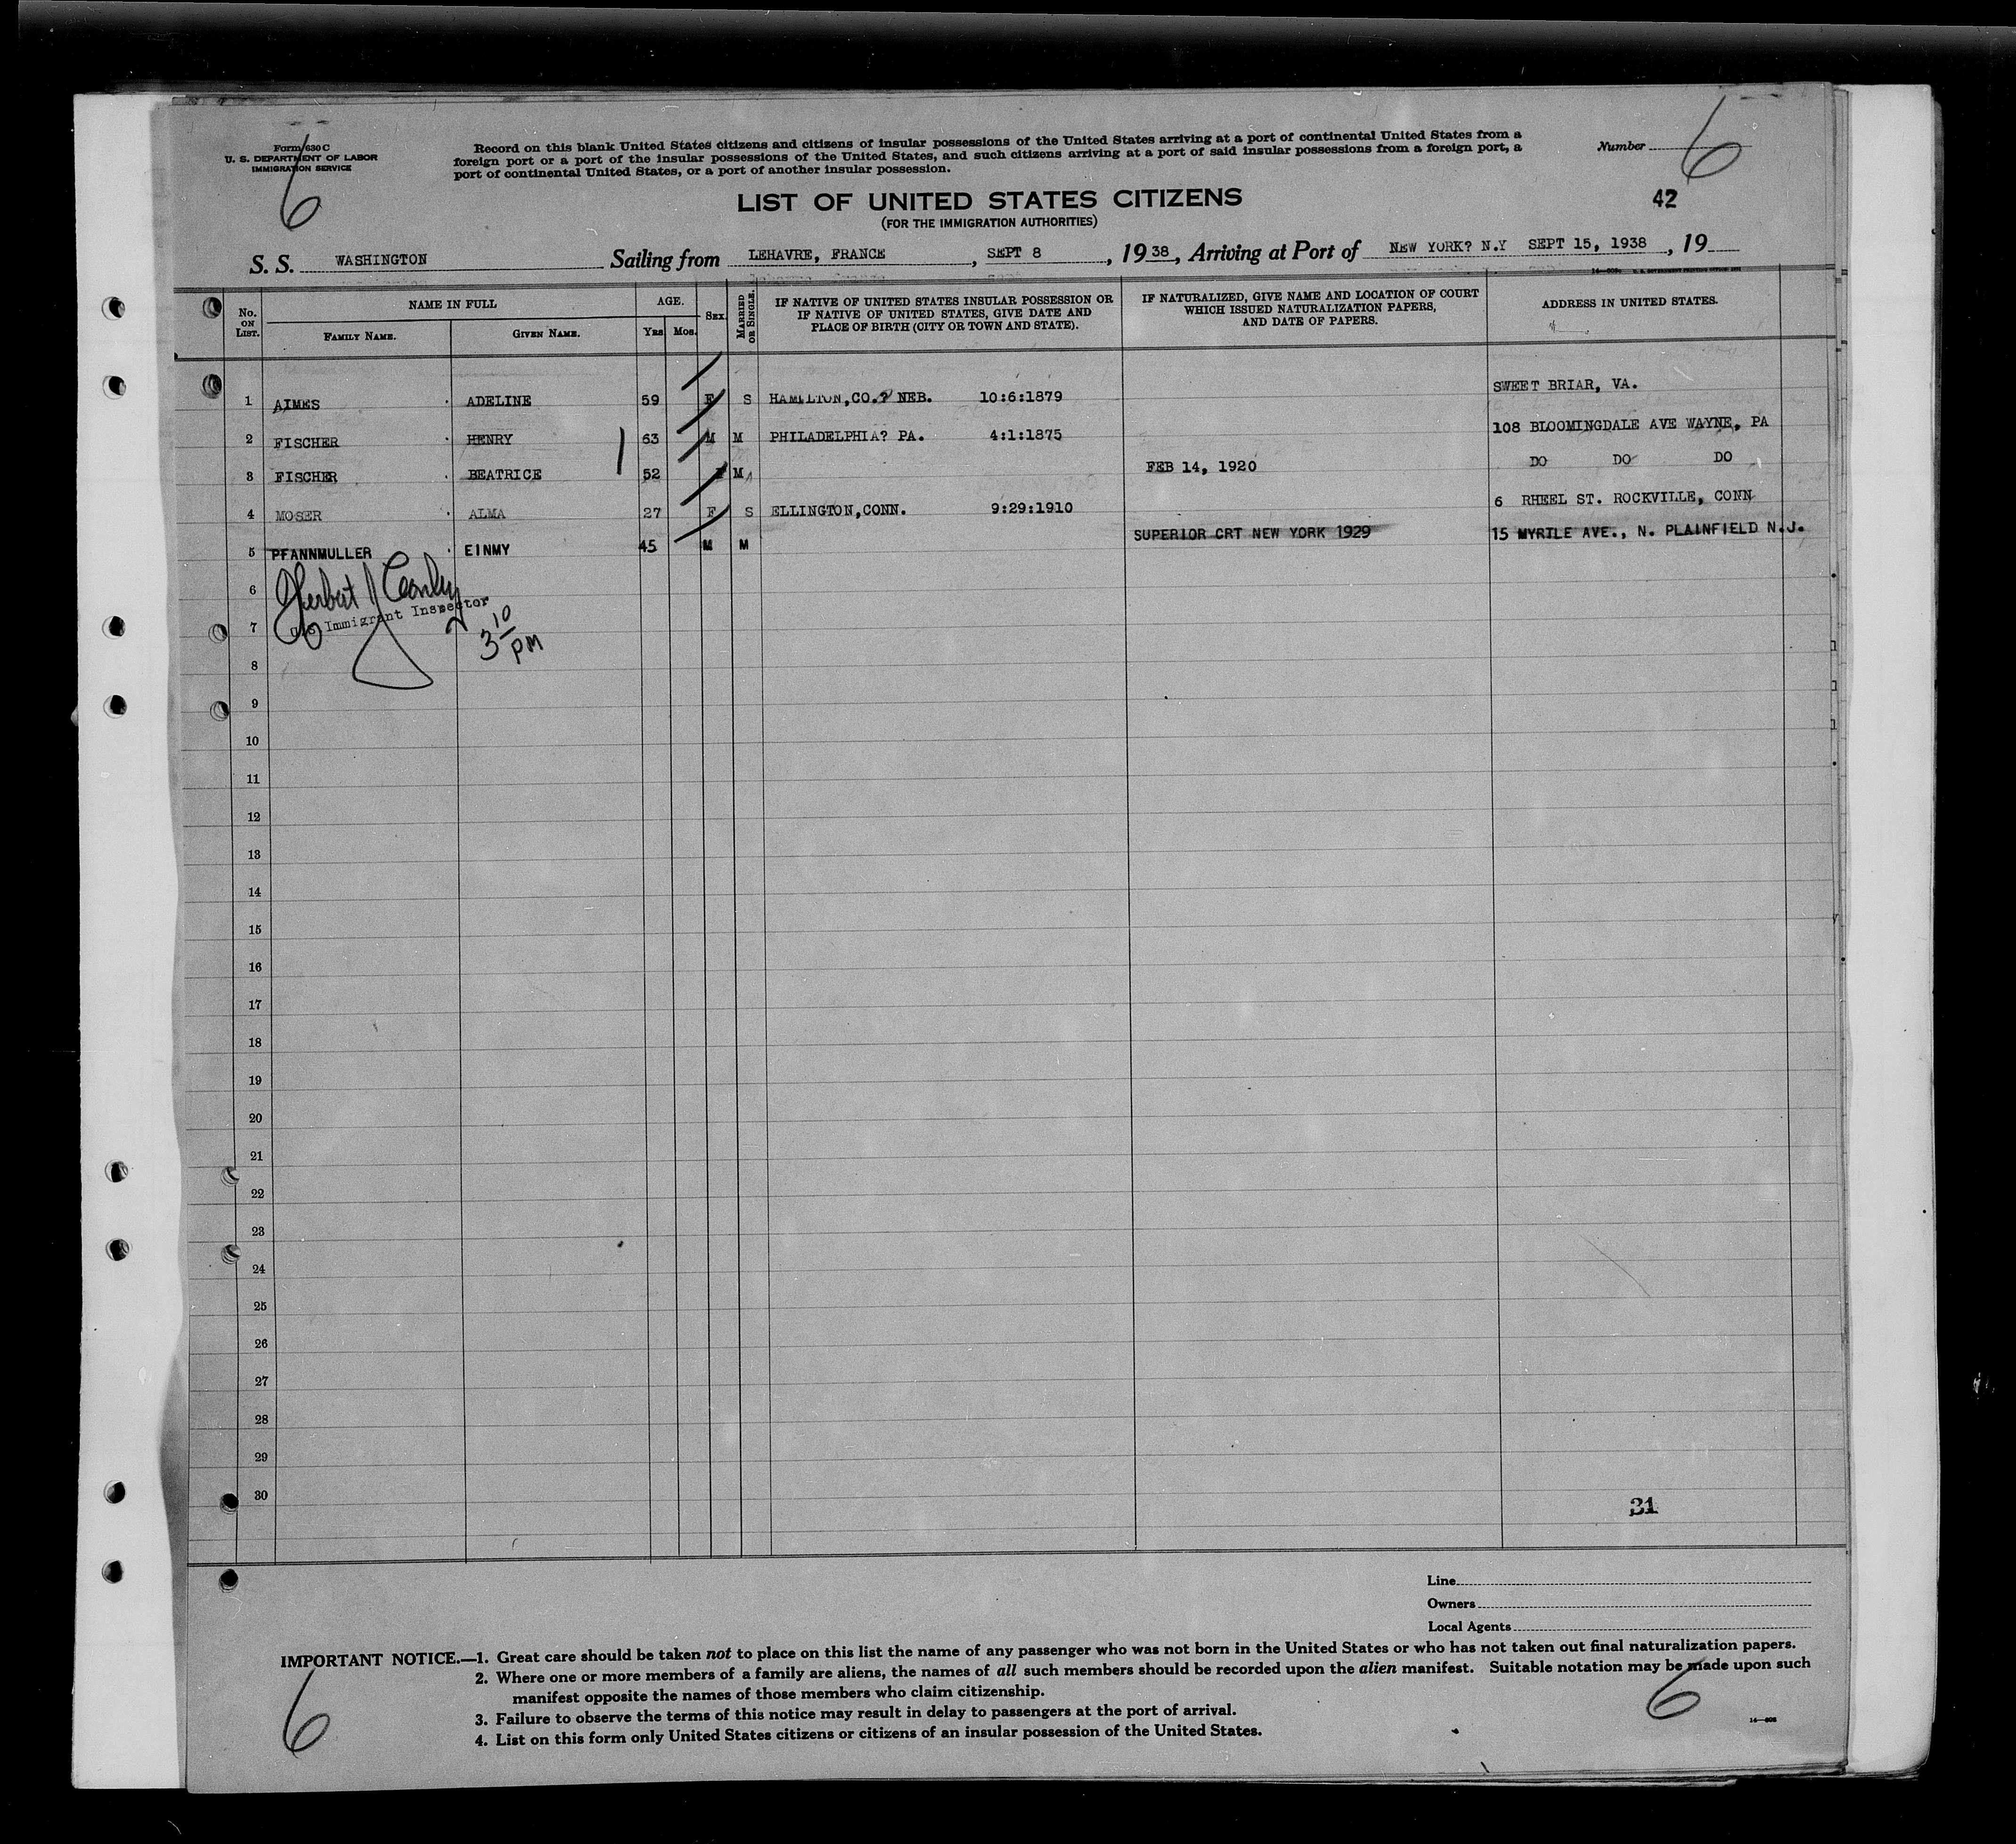 6
Form 630 C
U. S. DEPARTMENT OF LABOR
IMMIGRATION SERVICE
Record on this blank United States citizens and citizens of insular possessions of the United States arriving at a port of continental United States from a
foreign port or a port of the insular possessions of the United States, and such citizens arriving at a port of said insular possessions from a foreign port, a
port of continental United States, or a port of another insular possession.
Number 6
42
LIST OF UNITED STATES CITIZENS
(FOR THE IMMIGRATION AUTHORITIES)
S. S. WASHINGTON Sailing from LEHAVRE, FRANCE, SEPT 8, 1938, Arriving at Port of NEW YORK? N.Y SEPT 15, 1938, 19
No. ON LIST. NAME IN FULL FAMILY NAME. GIVEN NAME. AGE. YRS MOS. SEX. MARRIED OR SINGLE.
IF NATIVE OF UNITED STATES INSULAR POSSESSION OR
IF NATIVE OF UNITED STATES, GIVE DATE AND
PLACE OF BIRTH (CITY OR TOWN AND STATE).
IF NATURALIZED, GIVE NAME AND LOCATION OF COURT
WHICH ISSUED NATURALIZATION PAPERS,
AND DATE OF PAPERS.
ADDRESS IN UNITED STATES.
1 AIMES ADELINE 59 F S HAMILTON,CO.? NEB. 10:6:1879 SWEET BRIAR, VA.
2 FISCHER HENRY 63 M M PHILADELPHIA? PA. 4:1:1875 108 BLOOMINGDALE AVE WAYNE, PA
3 FISCHER BEATRICE 52 F M FEB 14, 1920 DO DO DO
4 MOSER ALMA 27 F S ELLINGTON,CONN. 9:29:1910 6 RHEEL ST. ROCKVILLE, CONN
5 PFANNMULLER EINMY 45 M M SUPERIOR CRT NEW YORK 1929 15 MYRTLE AVE., N. PLAINFIELD N.J.
6 Herbert J Conley
7 U.S. Immigrant Inspector 3 10 PM
8
9
10
11
12
13
14
15
16
17
18
19
20
21
22
23
24
25
26
27
28
29
30
31
Line
Owners
Local Agents
IMPORTANT NOTICE.—1. Great care should be taken not to place on this list the name of any passenger who was not born in the United States or who has not taken out final naturalization papers.
2. Where one or more members of a family are aliens, the names of all such members should be recorded upon the alien manifest. Suitable notation may be made upon such
manifest opposite the names of those members who claim citizenship.
3. Failure to observe the terms of this notice may result in delay to passengers at the port of arrival.
4. List on this form only United States citizens or citizens of an insular possession of the United States.
6
6